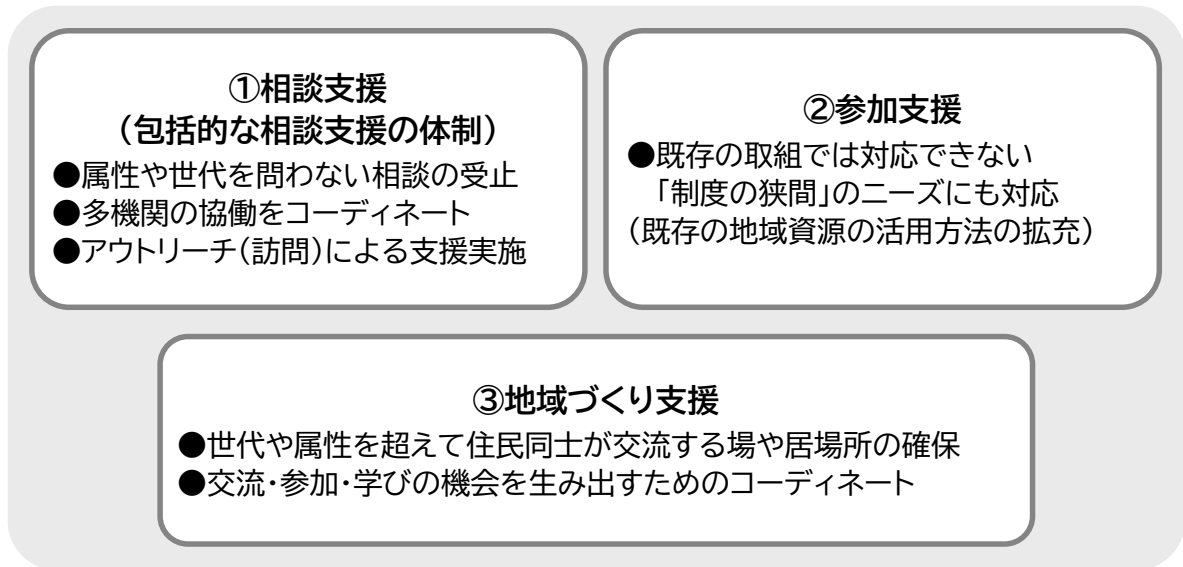 ①相談支援
（包括的な相談支援の体制）
●属性や世代を問わない相談の受止
●多機関の協働をコーディネート
●アウトリーチ（訪問）による支援実施
②参加支援
●既存の取組では対応できない
「制度の狭間」のニーズにも対応
（既存の地域資源の活用方法の拡充）
③地域づくり支援
●世代や属性を超えて住民同士が交流する場や居場所の確保
●交流・参加・学びの機会を生み出すためのコーディネート